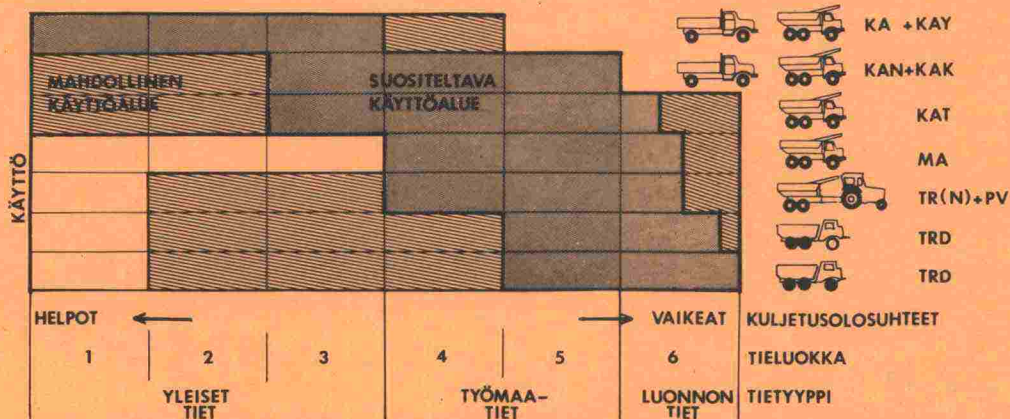 KA + KAY
MAHDOLLINEN
KÄYTTÖALUE
SUOSITELTAVA
KÄYTTÖALUE
KAN+KAK
KAT
MA
KÄYTTÖ
TR(N)+PV
TRD
TRD
HELPOT
VAIKEAT
KULJETUSOLOSUHTEET
1 2 3 4 5 6 TIELUOKKA
YLEISET
TIET
TYÖMAA-
TIET
LUONNON
TIET
TIETYYPPI